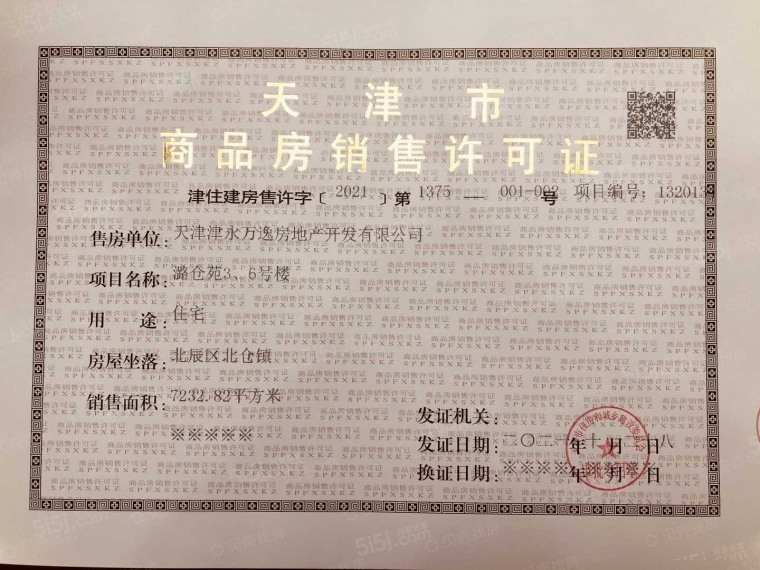 天津市
商品房销售许可证
津住建房售许字〔2021〕第1375—001-002号 项目编号：132013
售房单位：天津津永万逸房地产开发有限公司
项目名称：潞仓苑3、6号楼
用途：住宅
房屋坐落：北辰区北仓镇
销售面积：7232.82平方米
※※※※※
发证机关：
发证日期：二〇二一年十 月 日
换证日期：※※※※年 月 日